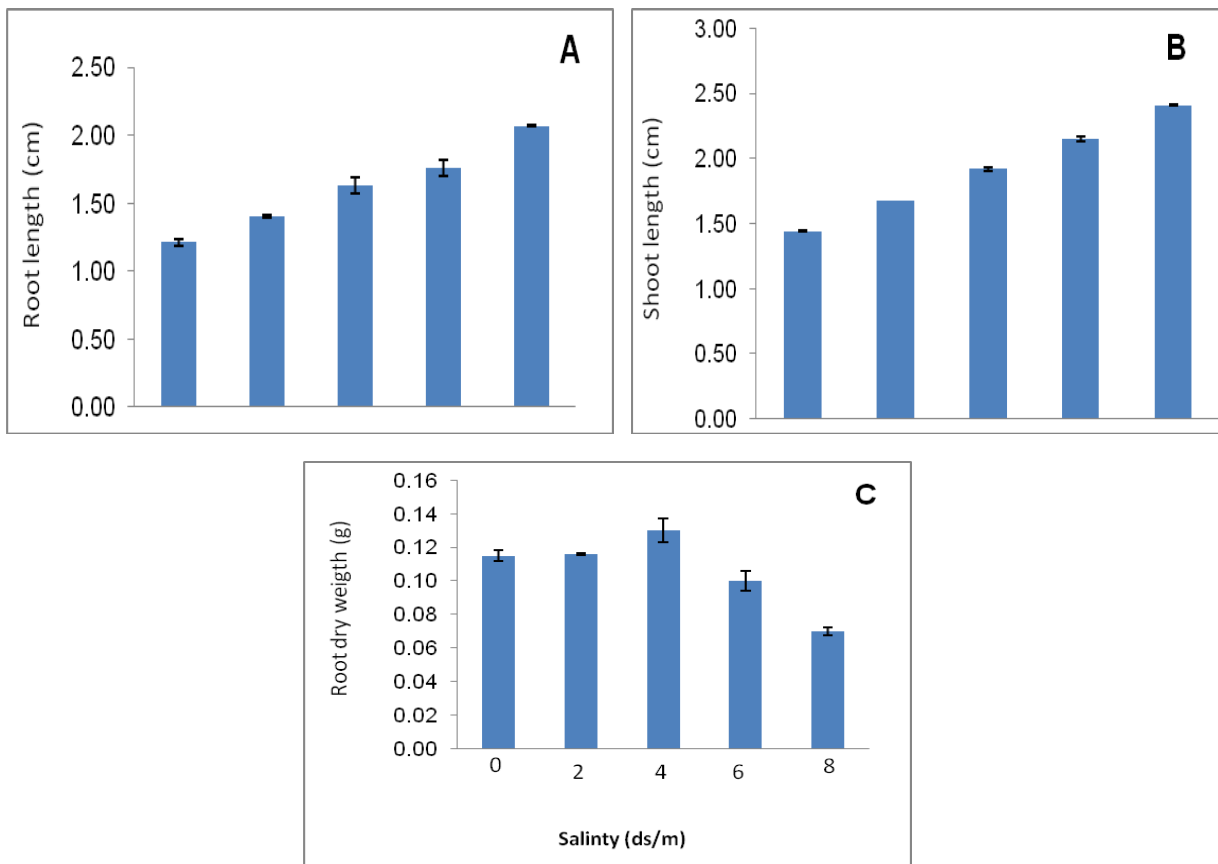 A
Root length (cm)
2.50
2.00
1.50
1.00
0.50
0.00
B
Shoot length (cm)
3.00
2.50
2.00
1.50
1.00
0.50
0.00
C
Root dry weigth (g)
0.16
0.14
0.12
0.10
0.08
0.06
0.04
0.02
0.00
0 2 4 6 8
Salinty (ds/m)